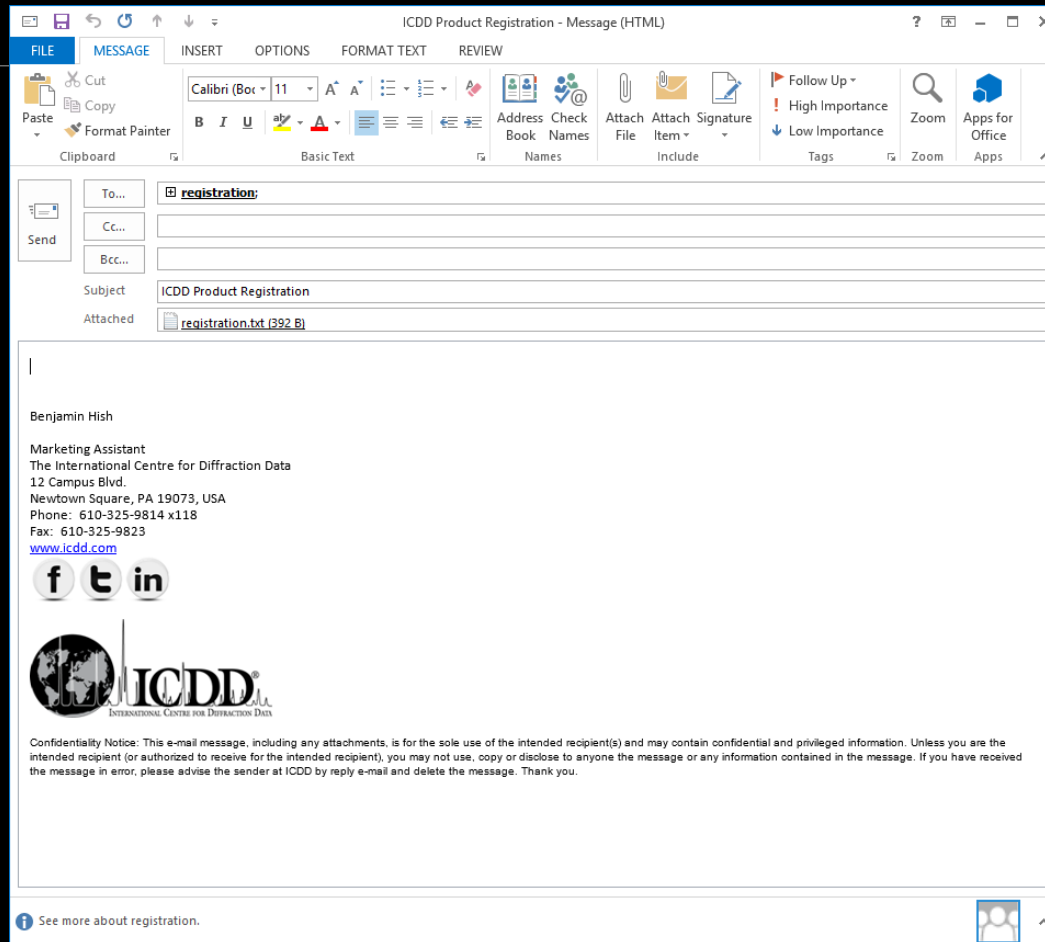 ICDD Product Registration - Message (HTML)
FILE MESSAGE INSERT OPTIONS FORMAT TEXT REVIEW
Paste
Cut
Copy
Format Painter
Clipboard
Calibri (Boc 11
B I U
Basic Text
Address Book
Check Names
Names
Attach File
Attach Item
Signature
Include
Follow Up
High Importance
Low Importance
Tags
Zoom
Zoom
Apps for Office
Apps
Send
To... registration;
Cc...
Bcc...
Subject ICDD Product Registration
Attached registration.txt (392 B)
Benjamin Hish
Marketing Assistant
The International Centre for Diffraction Data
12 Campus Blvd.
Newtown Square, PA 19073, USA
Phone: 610-325-9814 x118
Fax: 610-325-9823
www.icdd.com
f t in
ICDD®
INTERNATIONAL CENTRE FOR DIFFRACTION DATA
Confidentiality Notice: This e-mail message, including any attachments, is for the sole use of the intended recipient(s) and may contain confidential and privileged information. Unless you are the
intended recipient (or authorized to receive for the intended recipient), you may not use, copy or disclose to anyone the message or any information contained in the message. If you have received
the message in error, please advise the sender at ICDD by reply e-mail and delete the message. Thank you.
See more about registration.